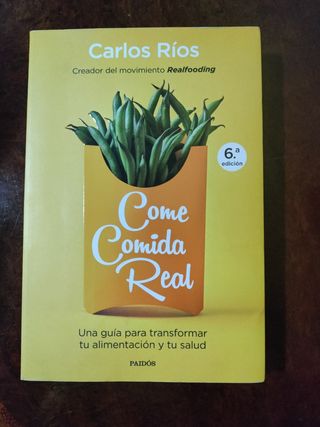 Carlos Ríos
Creador del movimiento Realfooding
6.ª
edición
Come
Comida
Real
Una guía para transformar
tu alimentación y tu salud
PAIDÓS